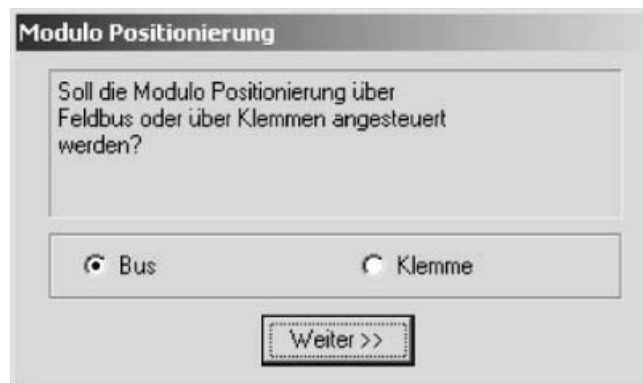 Modulo Positionierung
Soll die Modulo Positionierung über
Feldbus oder über Klemmen angesteuert
werden?
Bus
Klemme
Weiter >>